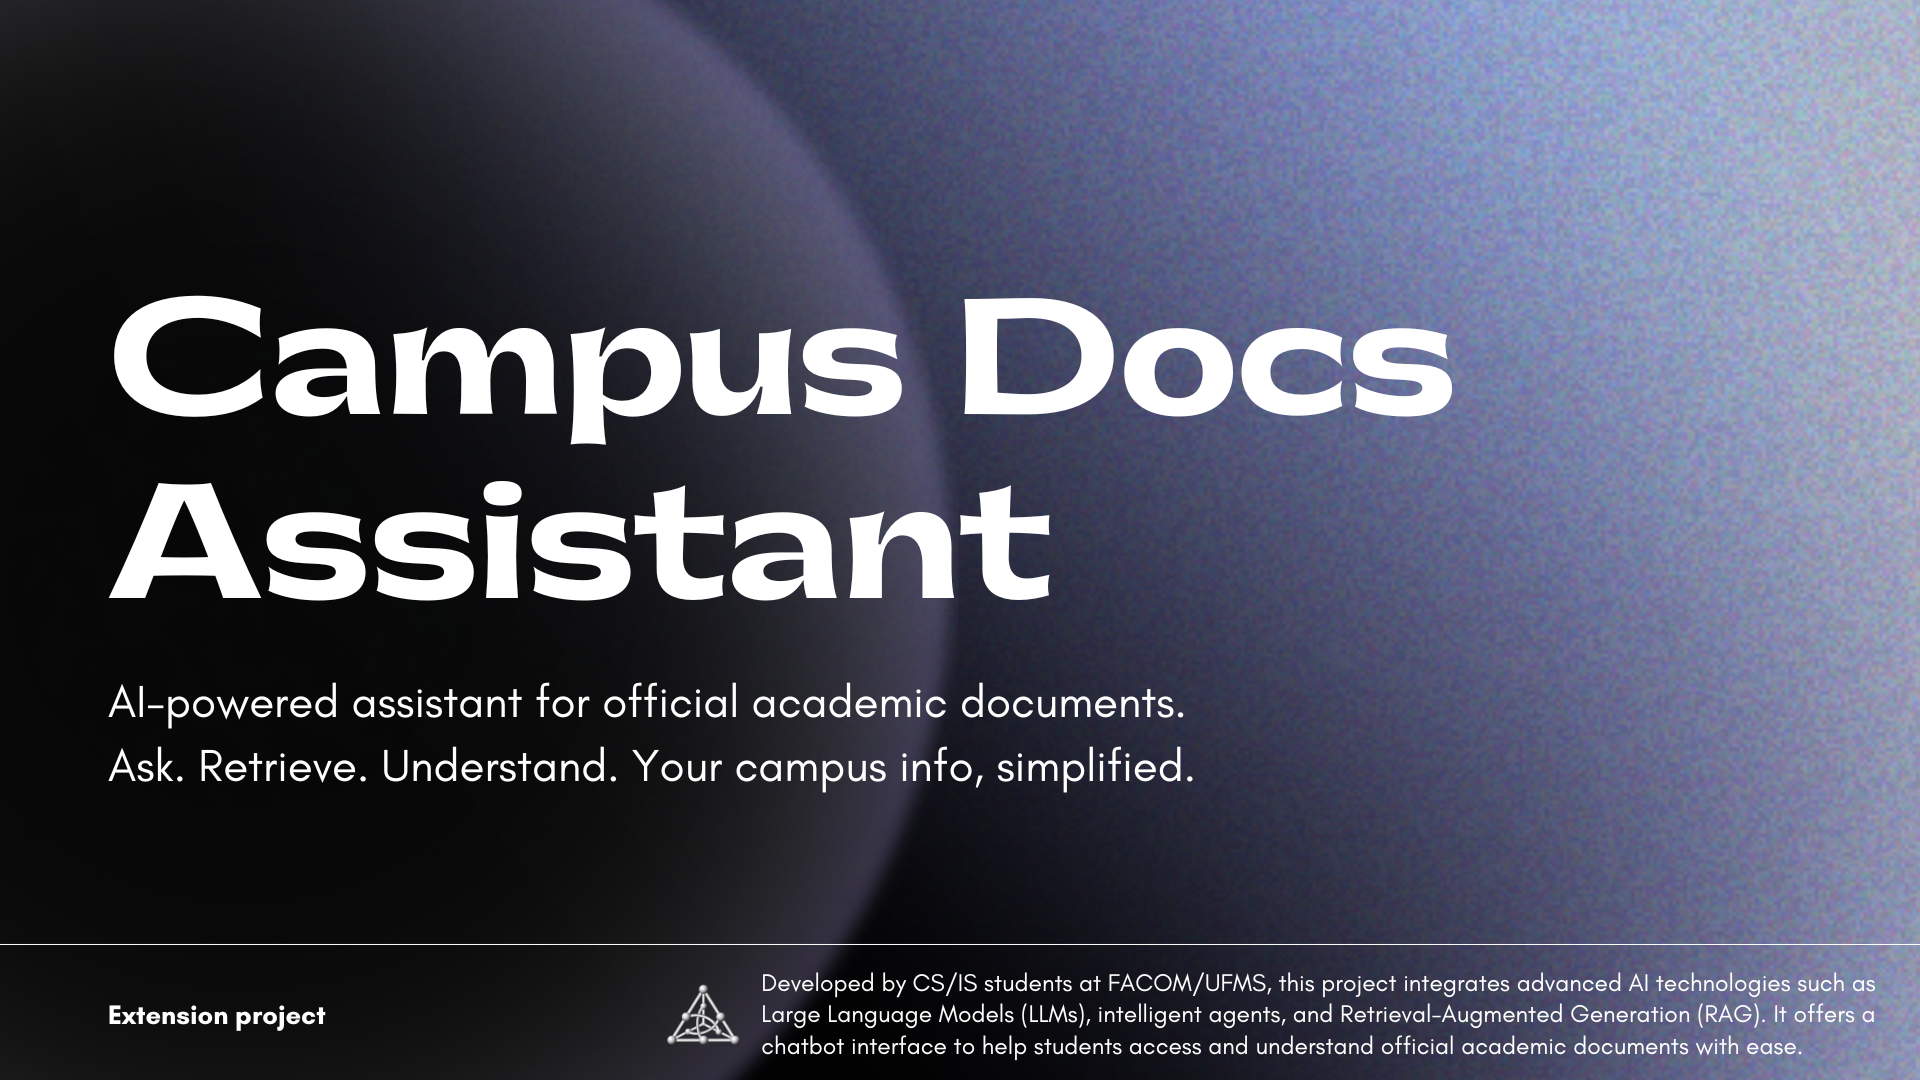 Campus Docs
Assistant
AI-powered assistant for official academic documents.
Ask. Retrieve. Understand. Your campus info, simplified.
Extension project
Developed by CS/IS students at FACOM/UFMS, this project integrates advanced AI technologies such as
Large Language Models (LLMs), intelligent agents, and Retrieval-Augmented Generation (RAG). It offers a
chatbot interface to help students access and understand official academic documents with ease.